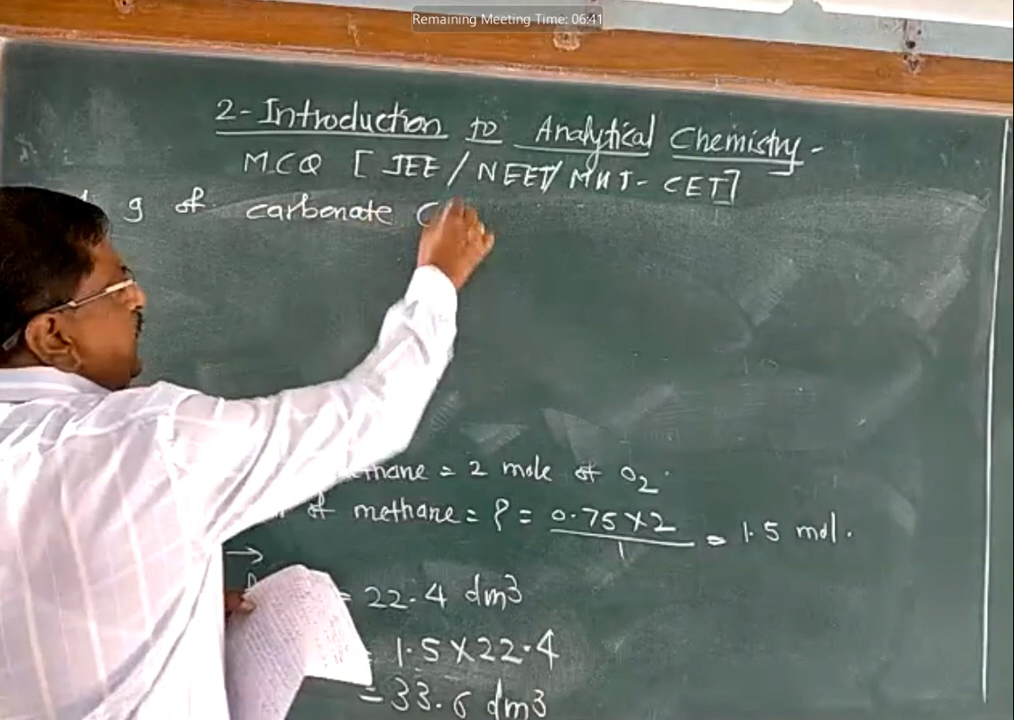 Remaining Meeting Time: 06:41
2-Introduction to Analytical Chemistry-
MCQ [JEE/NEET/MHT-CET]
g of carbonate C
= 2 mole of O2.
of methane = ? = 0.75×2/1 = 1.5 mol.
= 22.4 dm3
= 1.5×22.4
= 33.6 dm3